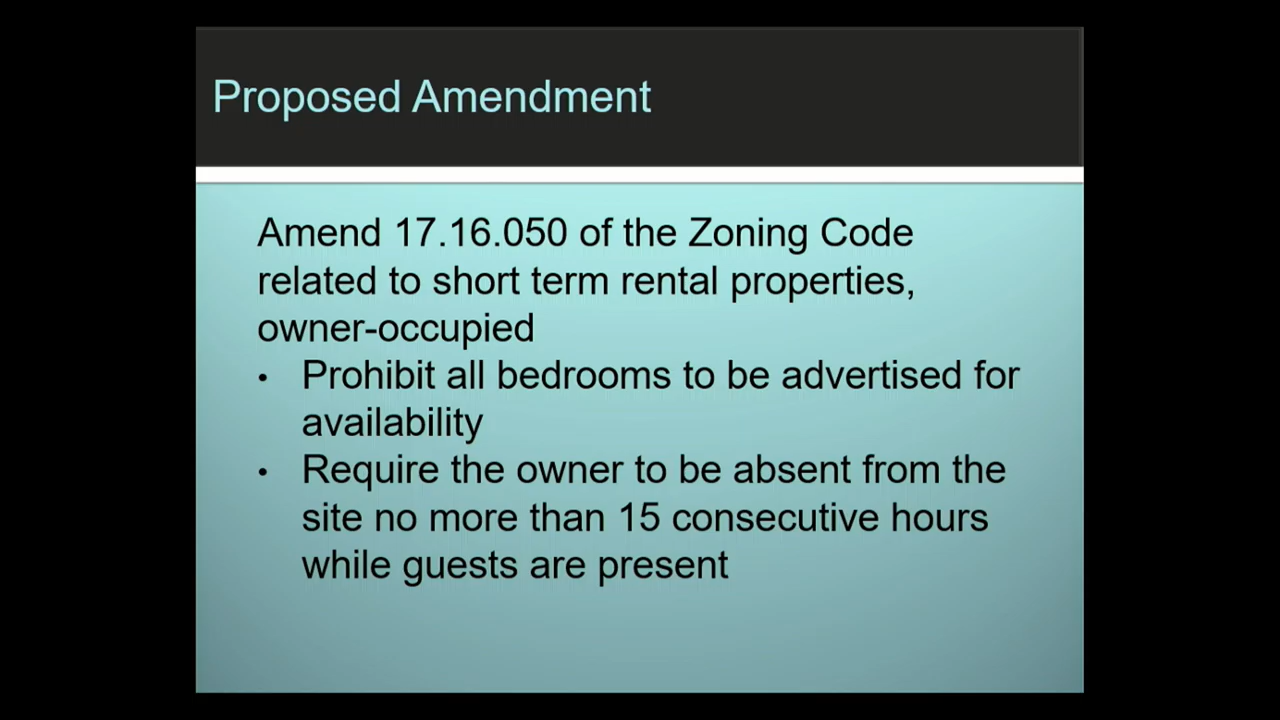 Proposed Amendment
Amend 17.16.050 of the Zoning Code
related to short term rental properties,
owner-occupied
• Prohibit all bedrooms to be advertised for
availability
• Require the owner to be absent from the
site no more than 15 consecutive hours
while guests are present